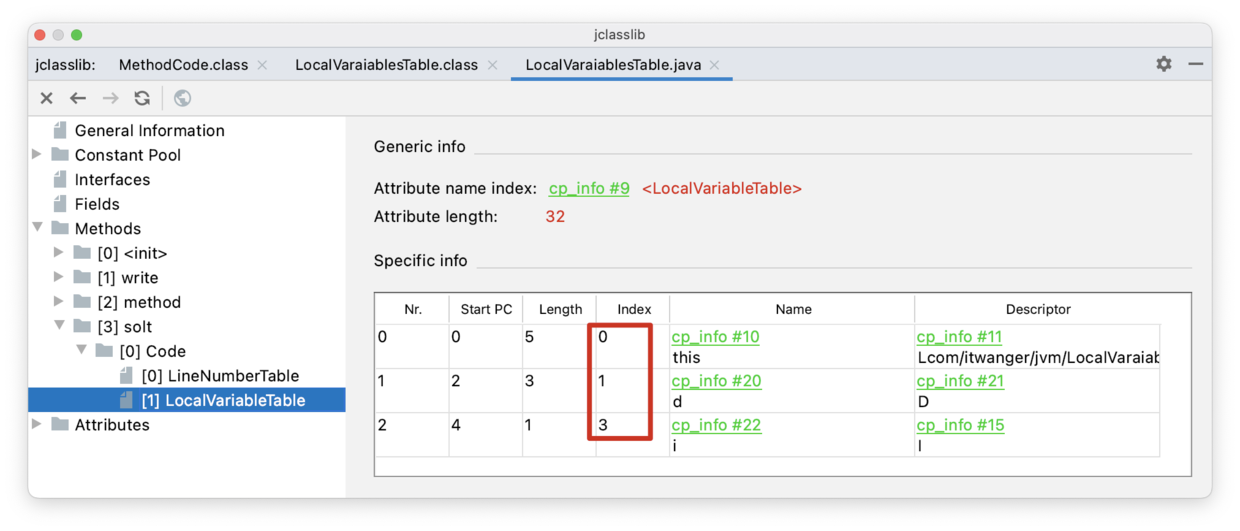 jclasslib
jclasslib: MethodCode.class LocalVaraiablesTable.class LocalVaraiablesTable.java
General Information
Constant Pool
Interfaces
Fields
Methods
[0] <init>
[1] write
[2] method
[3] solt
[0] Code
[0] LineNumberTable
[1] LocalVariableTable
Attributes
Generic info
Attribute name index: cp_info #9 <LocalVariableTable>
Attribute length: 32
Specific info
Nr. Start PC Length Index Name Descriptor
0 0 5 0 cp_info #10 cp_info #11
this Lcom/itwanger/jvm/LocalVaraiab
1 2 3 1 cp_info #20 cp_info #21
d D
2 4 1 3 cp_info #22 cp_info #15
i I